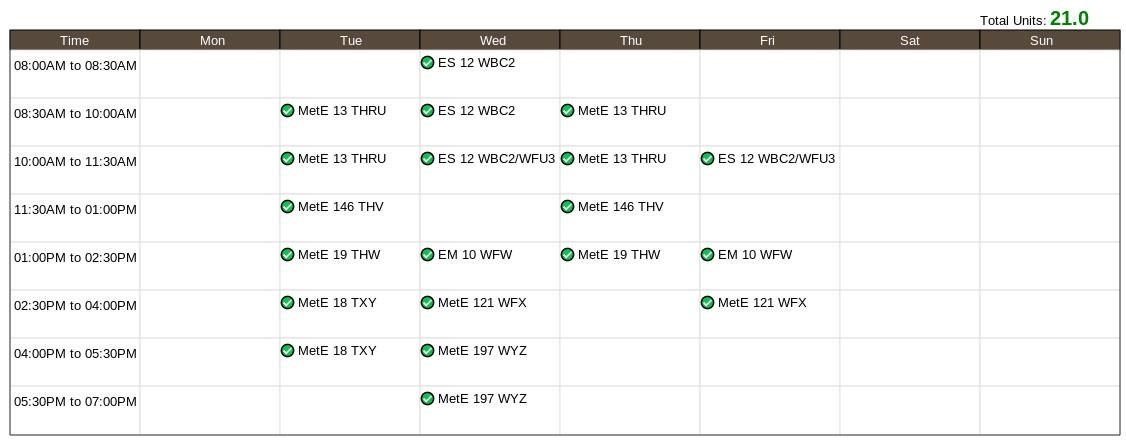 Total Units: 21.0
Time Mon Tue Wed Thu Fri Sat Sun
08:00AM to 08:30AM ES 12 WBC2
08:30AM to 10:00AM MetE 13 THRU ES 12 WBC2 MetE 13 THRU
10:00AM to 11:30AM MetE 13 THRU ES 12 WBC2/WFU3 MetE 13 THRU ES 12 WBC2/WFU3
11:30AM to 01:00PM MetE 146 THV MetE 146 THV
01:00PM to 02:30PM MetE 19 THW EM 10 WFW MetE 19 THW EM 10 WFW
02:30PM to 04:00PM MetE 18 TXY MetE 121 WFX MetE 121 WFX
04:00PM to 05:30PM MetE 18 TXY MetE 197 WYZ
05:30PM to 07:00PM MetE 197 WYZ